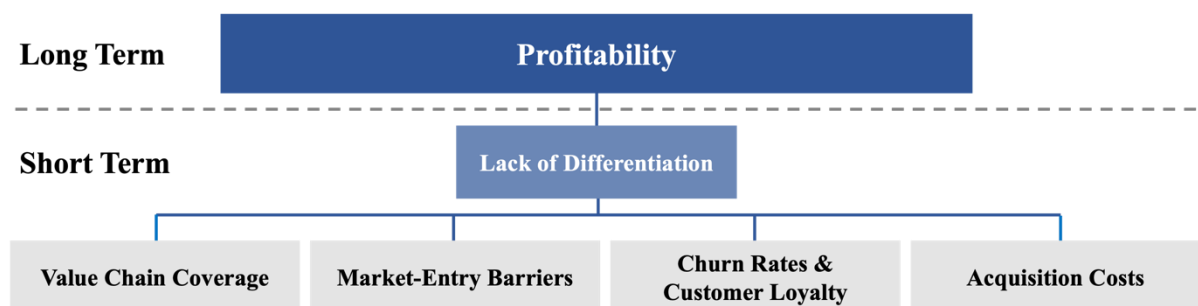 Long Term
Profitability
Short Term
Lack of Differentiation
Value Chain Coverage
Market-Entry Barriers
Churn Rates &
Customer Loyalty
Acquisition Costs